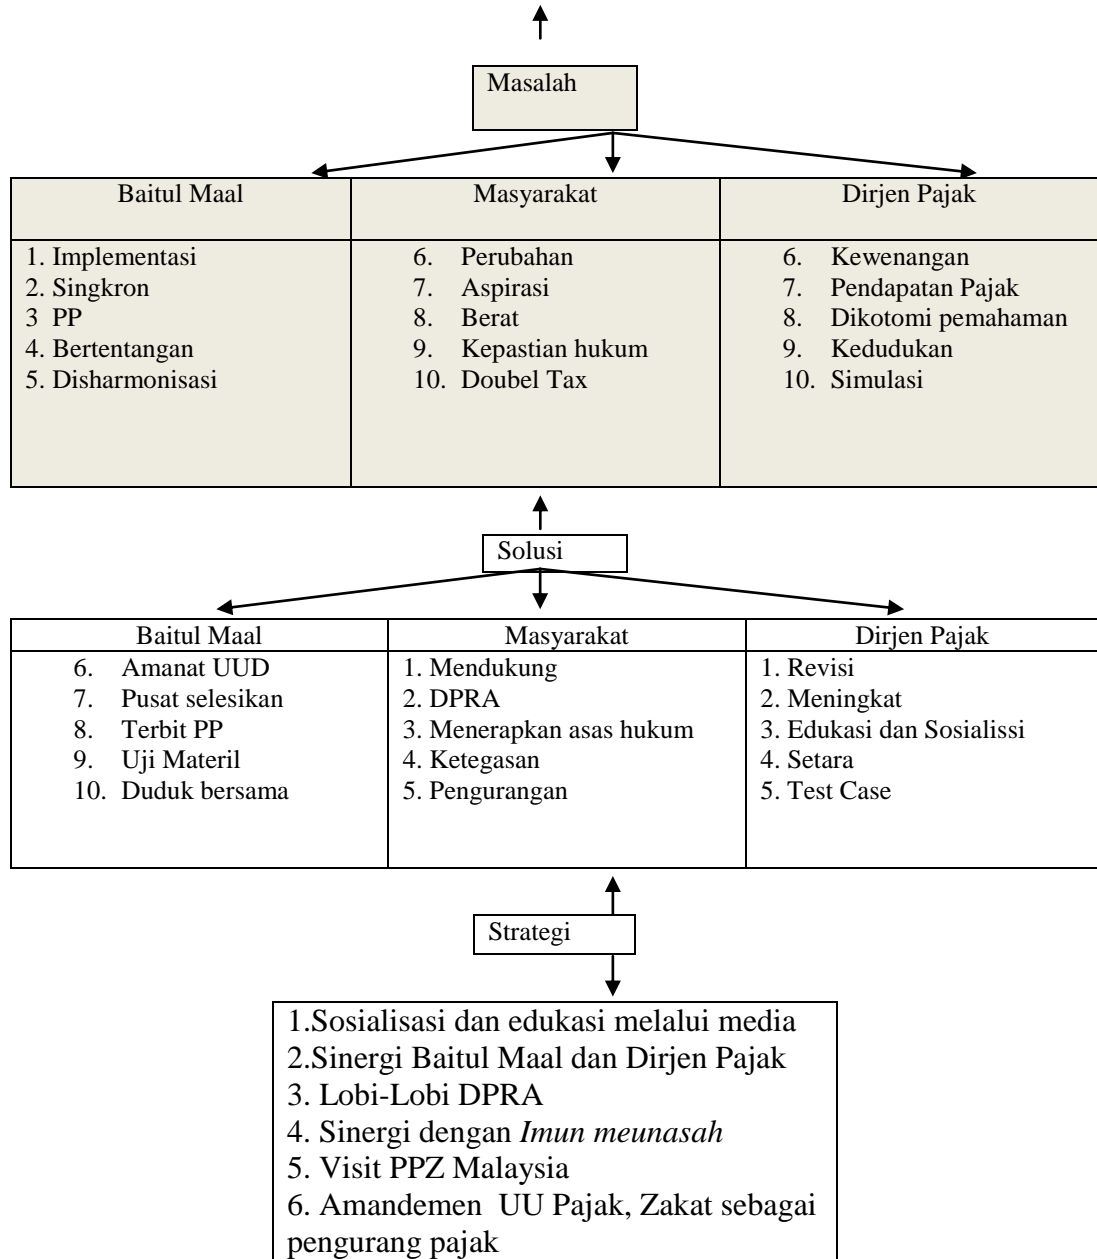 Masalah
Baitul Maal
Masyarakat
Dirjen Pajak
1. Implementasi
2. Singkron
3 PP
4. Bertentangan
5. Disharmonisasi
6. Perubahan
7. Aspirasi
8. Berat
9. Kepastian hukum
10. Doubel Tax
6. Kewenangan
7. Pendapatan Pajak
8. Dikotomi pemahaman
9. Kedudukan
10. Simulasi
Solusi
Baitul Maal
Masyarakat
Dirjen Pajak
6. Amanat UUD
7. Pusat selesikan
8. Terbit PP
9. Uji Materil
10. Duduk bersama
1. Mendukung
2. DPRA
3. Menerapkan asas hukum
4. Ketegasan
5. Pengurangan
1. Revisi
2. Meningkat
3. Edukasi dan Sosialissi
4. Setara
5. Test Case
Strategi
1.Sosialisasi dan edukasi melalui media
2.Sinergi Baitul Maal dan Dirjen Pajak
3. Lobi-Lobi DPRA
4. Sinergi dengan Imun meunasah
5. Visit PPZ Malaysia
6. Amandemen UU Pajak, Zakat sebagai
pengurang pajak